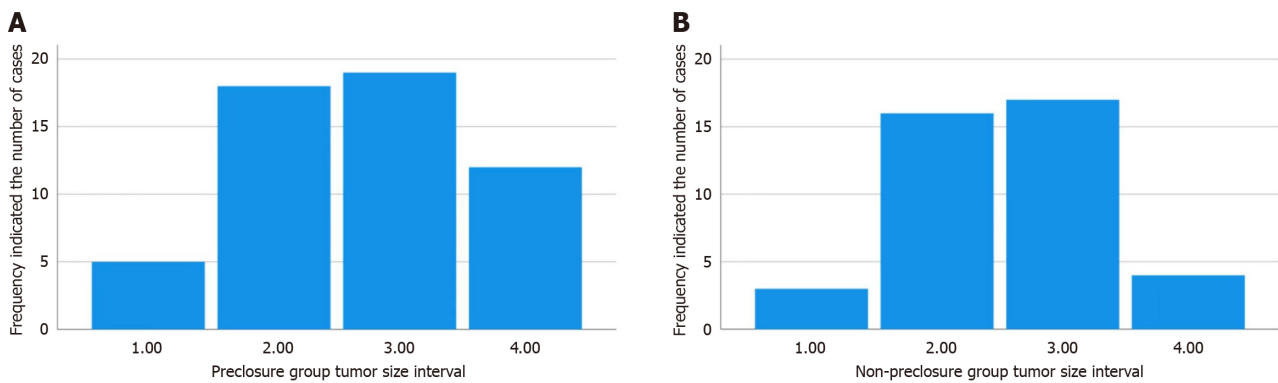 A
Frequency indicated the number of cases
20
15
10
5
0
1.00 2.00 3.00 4.00
Preclosure group tumor size interval
B
Frequency indicated the number of cases
20
15
10
5
0
1.00 2.00 3.00 4.00
Non-preclosure group tumor size interval